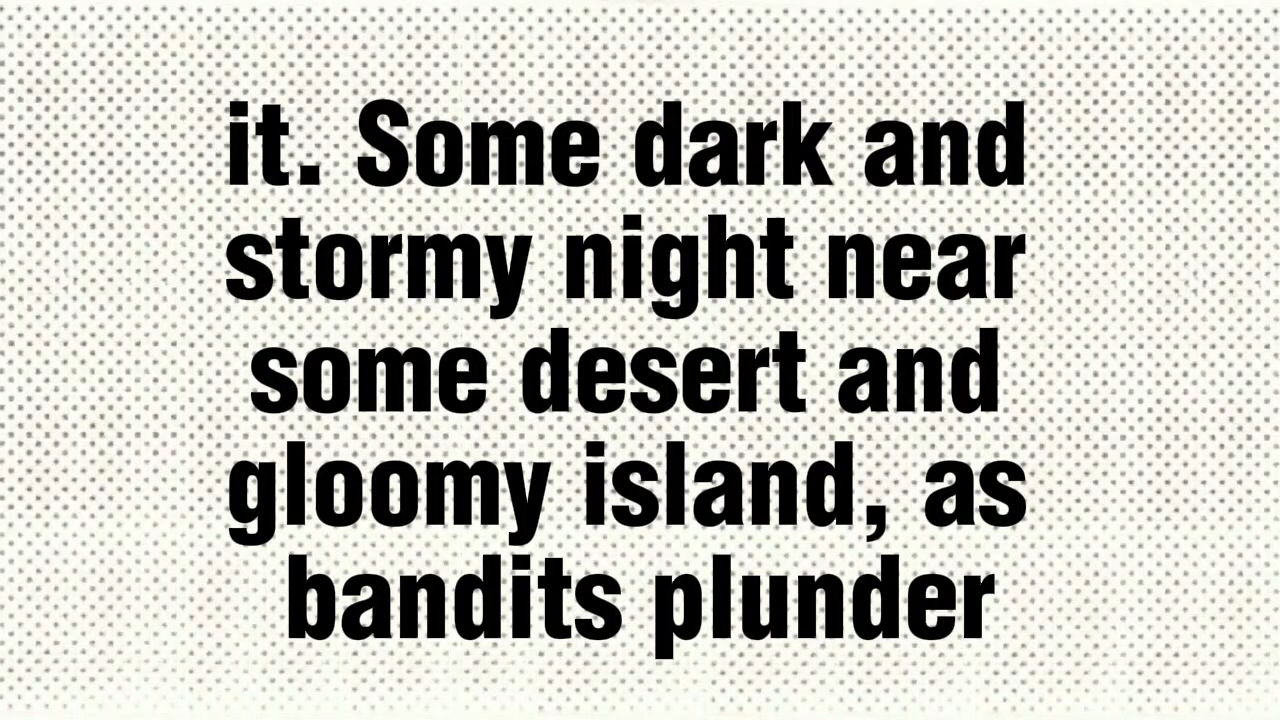 it. Some dark and
stormy night near
some desert and
gloomy island, as
bandits plunder